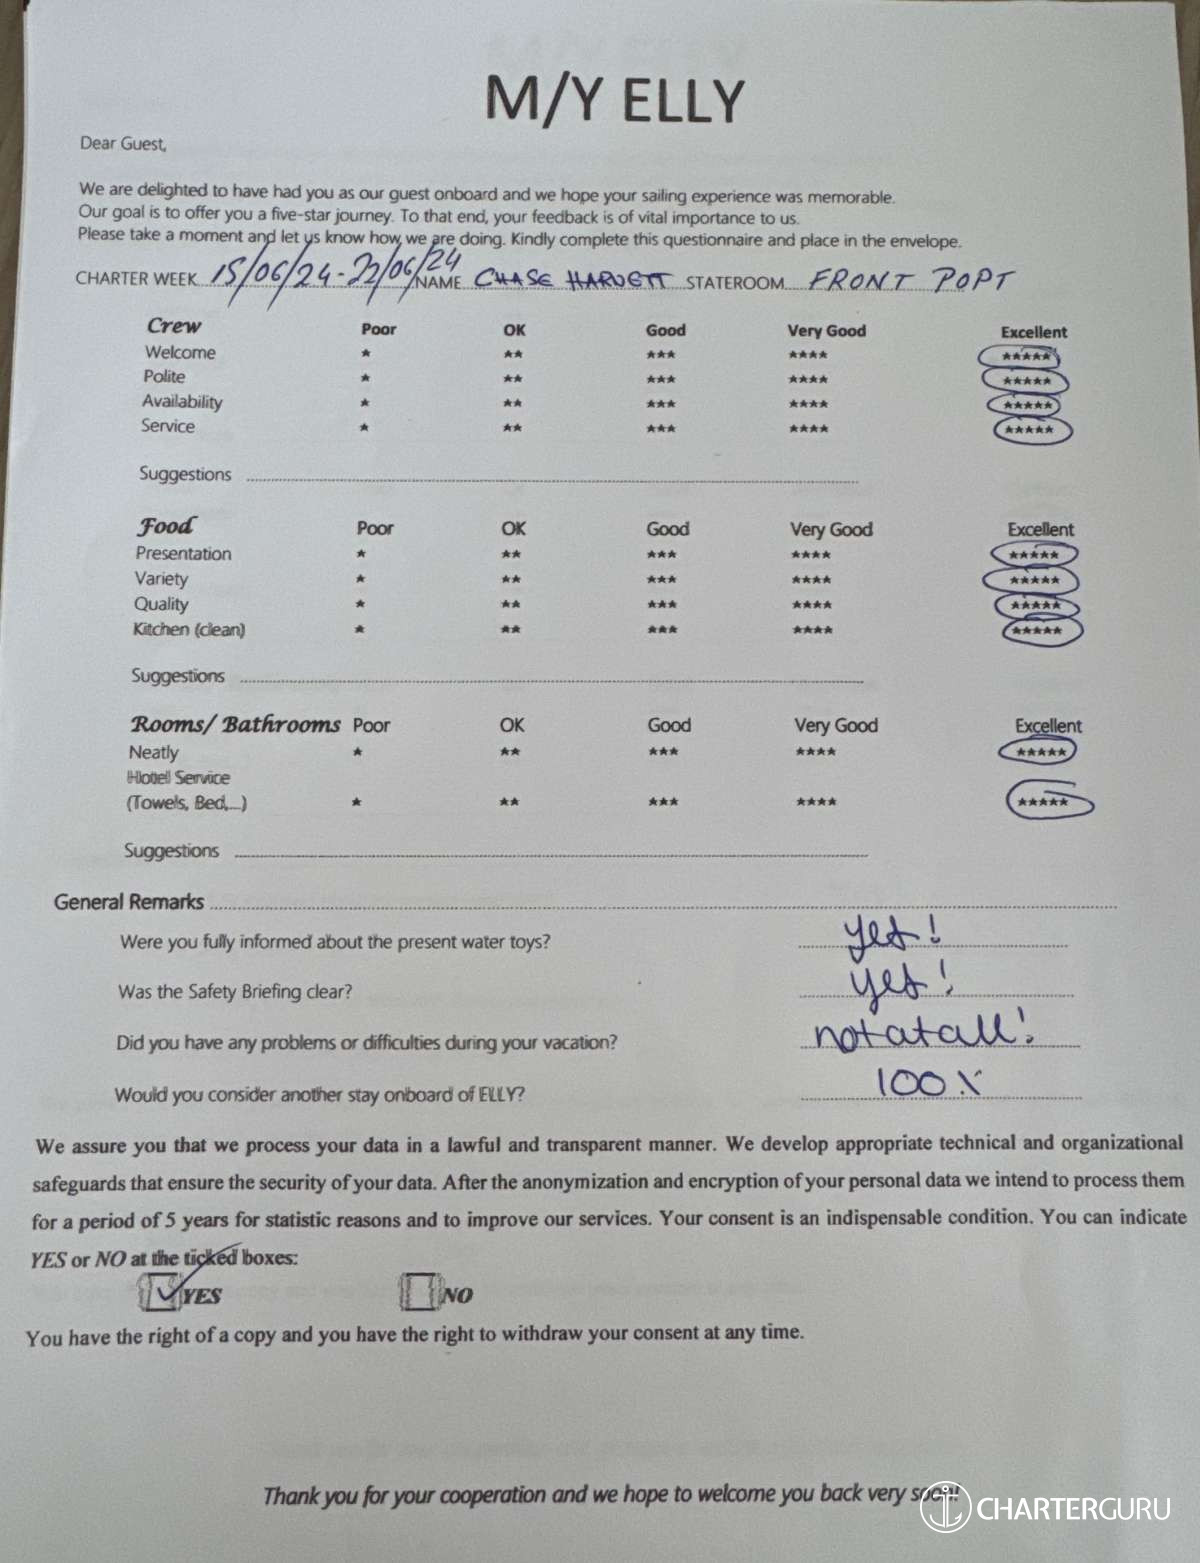 M/Y ELLY
Dear Guest,
We are delighted to have had you as our guest onboard and we hope your sailing experience was memorable.
Our goal is to offer you a five-star journey. To that end, your feedback is of vital importance to us.
Please take a moment and let us know how we are doing. Kindly complete this questionnaire and place in the envelope.
CHARTER WEEK 15/06/24-22/06/24 NAME CHASE STATEROOM FRONT POPT
Crew Poor OK Good Very Good Excellent
Welcome * ** *** **** *****
Polite * ** *** **** *****
Availability * ** *** **** *****
Service * ** *** **** *****
Suggestions
Food Poor OK Good Very Good Excellent
Presentation * ** *** **** *****
Variety * ** *** **** *****
Quality * ** *** **** *****
Kitchen (clean) * ** *** **** *****
Suggestions
Rooms/ Bathrooms Poor OK Good Very Good Excellent
Neatly * ** *** **** *****
Hotel Service
(Towels, Bed,...) * ** *** **** *****
Suggestions
General Remarks
Were you fully informed about the present water toys? yes!
Was the Safety Briefing clear? yes!
Did you have any problems or difficulties during your vacation? not at all!
Would you consider another stay onboard of ELLY? 100%
We assure you that we process your data in a lawful and transparent manner. We develop appropriate technical and organizational
safeguards that ensure the security of your data. After the anonymization and encryption of your personal data we intend to process them
for a period of 5 years for statistic reasons and to improve our services. Your consent is an indispensable condition. You can indicate
YES or NO at the ticked boxes:
YES NO
You have the right of a copy and you have the right to withdraw your consent at any time.
Thank you for your cooperation and we hope to welcome you back very soon!
CHARTERGURU